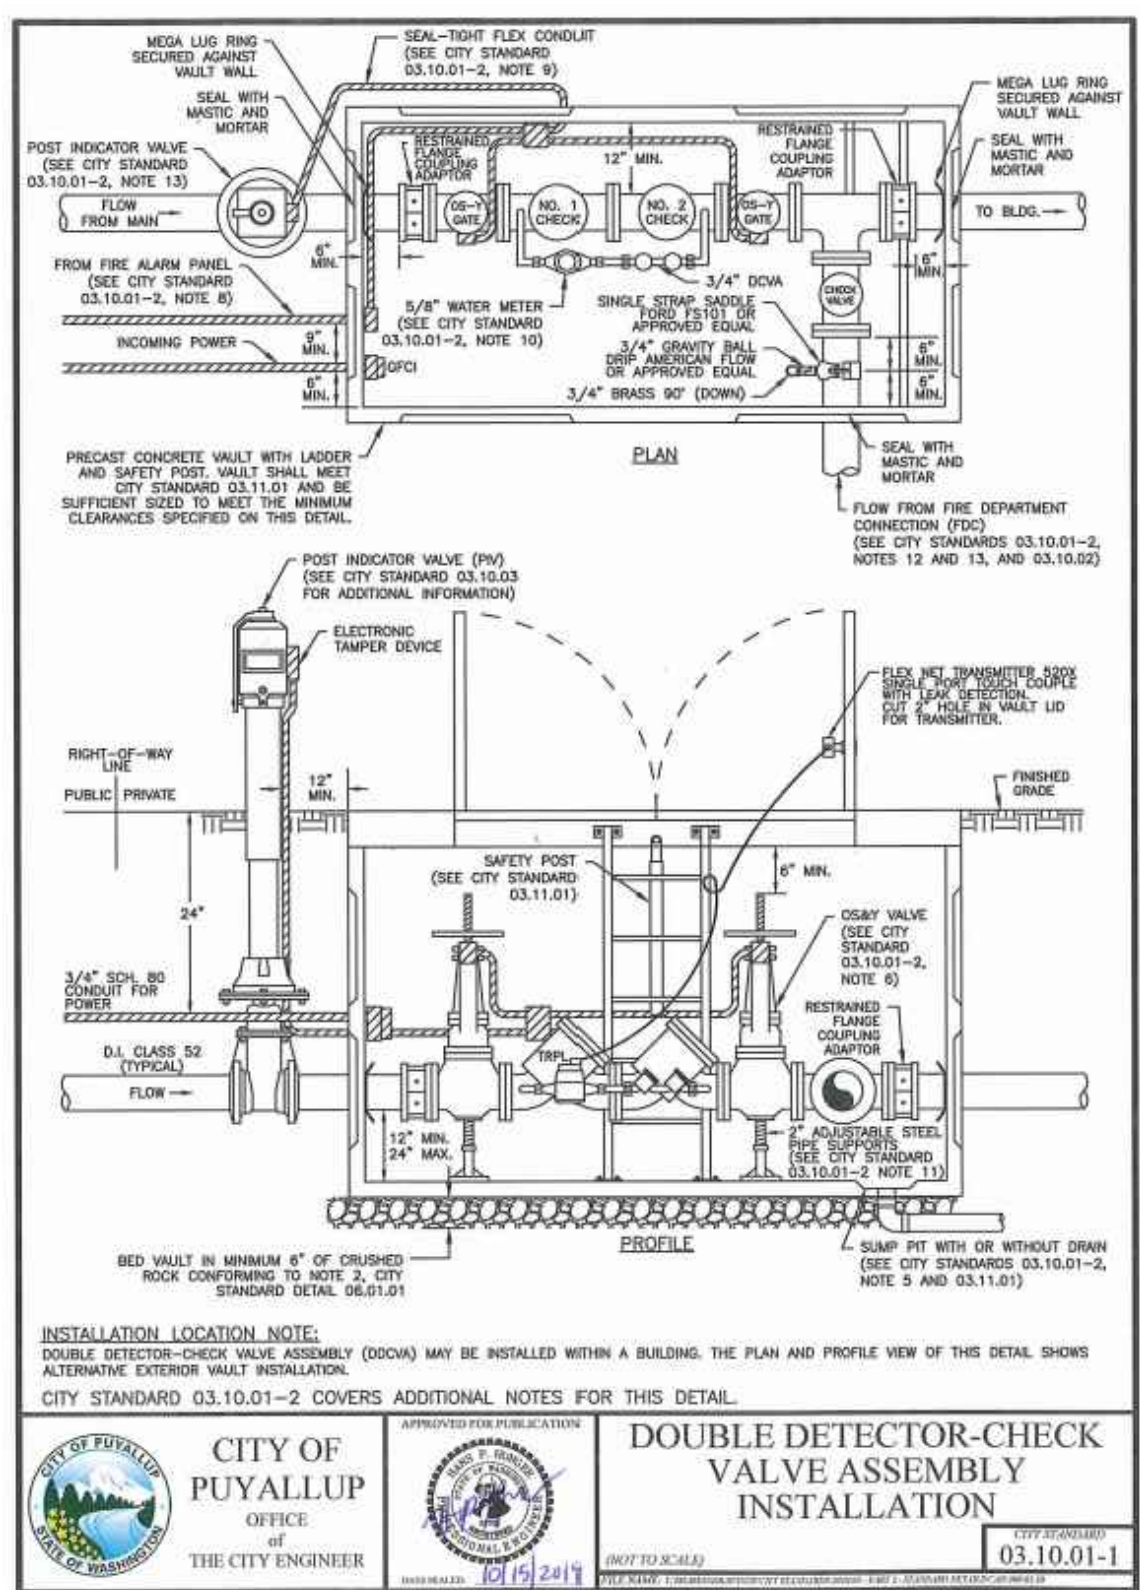 MEGA LUG RING
SECURED AGAINST
VAULT WALL
SEAL-TIGHT FLEX CONDUIT
(SEE CITY STANDARD
03.10.01-2, NOTE 9)
SEAL WITH
MASTIC AND
MORTAR
POST INDICATOR VALVE
(SEE CITY STANDARD
03.10.01-2, NOTE 13)
FLOW
FROM MAIN
RESTRAINED
FLANGE
COUPLING
ADAPTOR
12" MIN.
RESTRAINED
FLANGE
COUPLING
ADAPTOR
MEGA LUG RING
SECURED AGAINST
VAULT WALL
SEAL WITH
MASTIC AND
MORTAR
OS-Y
GATE
NO. 1
CHECK
NO. 2
CHECK
OS-Y
GATE
TO BLDG.
6"
MIN.
6"
MIN.
FROM FIRE ALARM PANEL
(SEE CITY STANDARD
03.10.01-2, NOTE 8)
INCOMING POWER
9"
MIN.
6"
MIN.
GFCI
5/8" WATER METER
(SEE CITY STANDARD
03.10.01-2, NOTE 10)
3/4" DCVA
SINGLE STRAP SADDLE
FORD FS101 OR
APPROVED EQUAL
3/4" GRAVITY BALL
DRIP AMERICAN FLOW
OR APPROVED EQUAL
3/4" BRASS 90° (DOWN)
CHECK
VALVE
6"
MIN.
6"
MIN.
PRECAST CONCRETE VAULT WITH LADDER
AND SAFETY POST. VAULT SHALL MEET
CITY STANDARD 03.11.01 AND BE
SUFFICIENT SIZED TO MEET THE MINIMUM
CLEARANCES SPECIFIED ON THIS DETAIL.
PLAN
SEAL WITH
MASTIC AND
MORTAR
FLOW FROM FIRE DEPARTMENT
CONNECTION (FDC)
(SEE CITY STANDARDS 03.10.01-2,
NOTES 12 AND 13, AND 03.10.02)
POST INDICATOR VALVE (PIV)
(SEE CITY STANDARD 03.10.03
FOR ADDITIONAL INFORMATION)
ELECTRONIC
TAMPER DEVICE
FLEX NET TRANSMITTER 520X
SINGLE PORT TOUCH COUPLE
WITH LEAK DETECTION.
CUT 2" HOLE IN VAULT LID
FOR TRANSMITTER.
RIGHT-OF-WAY
LINE
PUBLIC PRIVATE
12"
MIN.
FINISHED
GRADE
24"
SAFETY POST
(SEE CITY STANDARD
03.11.01)
6" MIN.
OS&Y VALVE
(SEE CITY
STANDARD
03.10.01-2,
NOTE 6)
3/4" SCH. 80
CONDUIT FOR
POWER
RESTRAINED
FLANGE
COUPLING
ADAPTOR
D.I. CLASS 52
(TYPICAL)
FLOW
TRPL
12" MIN.
24" MAX.
2" ADJUSTABLE STEEL
PIPE SUPPORTS
(SEE CITY STANDARD
03.10.01-2 NOTE 11)
PROFILE
BED VAULT IN MINIMUM 6" OF CRUSHED
ROCK CONFORMING TO NOTE 2, CITY
STANDARD DETAIL 06.01.01
SUMP PIT WITH OR WITHOUT DRAIN
(SEE CITY STANDARDS 03.10.01-2,
NOTE 5 AND 03.11.01)
INSTALLATION LOCATION NOTE:
DOUBLE DETECTOR-CHECK VALVE ASSEMBLY (DDCVA) MAY BE INSTALLED WITHIN A BUILDING. THE PLAN AND PROFILE VIEW OF THIS DETAIL SHOWS
ALTERNATIVE EXTERIOR VAULT INSTALLATION.
CITY STANDARD 03.10.01-2 COVERS ADDITIONAL NOTES FOR THIS DETAIL.
CITY OF PUYALLUP
STATE OF WASHINGTON
CITY OF
PUYALLUP
OFFICE
of
THE CITY ENGINEER
APPROVED FOR PUBLICATION
STATE OF WASHINGTON
REGISTERED
PROFESSIONAL ENGINEER
DATE SEALED: 10/15/2019
DOUBLE DETECTOR-CHECK
VALVE ASSEMBLY
INSTALLATION
(NOT TO SCALE)
CITY STANDARD
03.10.01-1
FILE NAME: